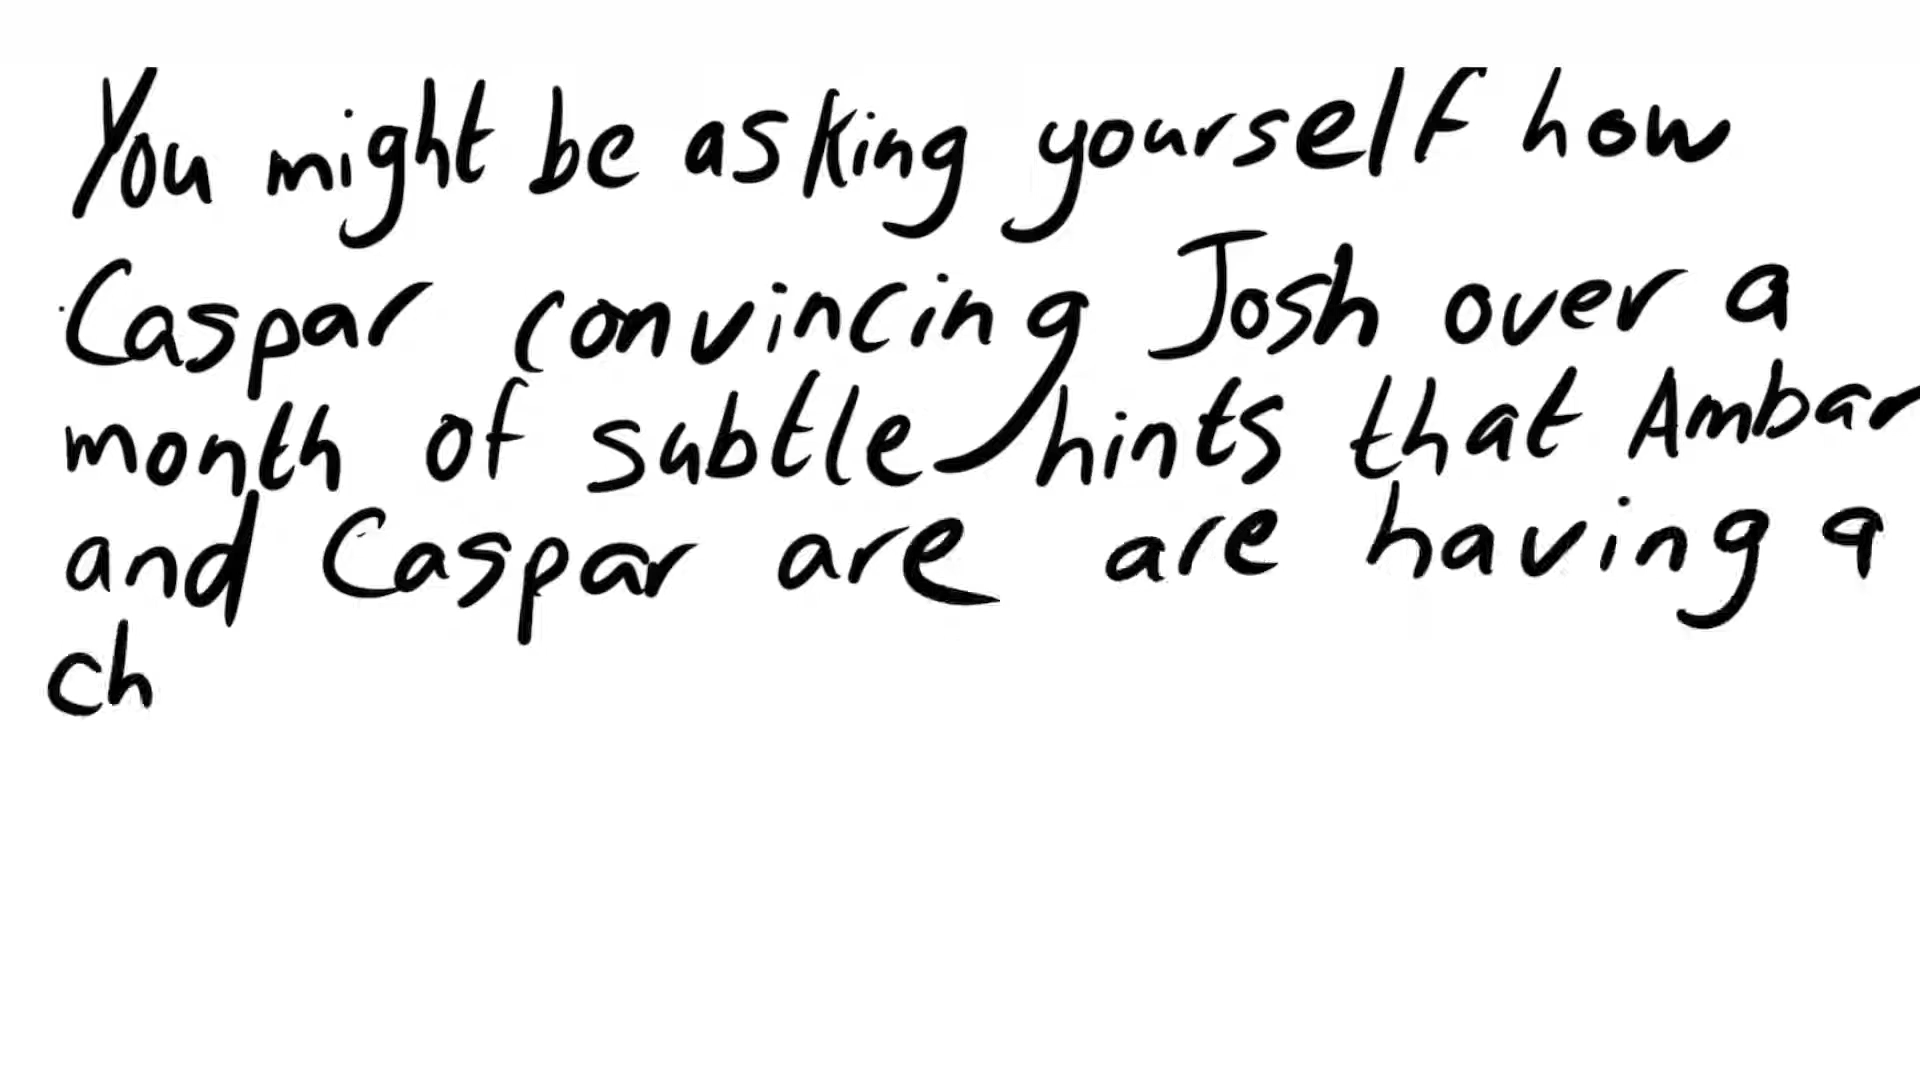 You might be asking yourself how
Caspar convincing Josh over a
month of subtle hints that Ambar
and Caspar are are having a
ch